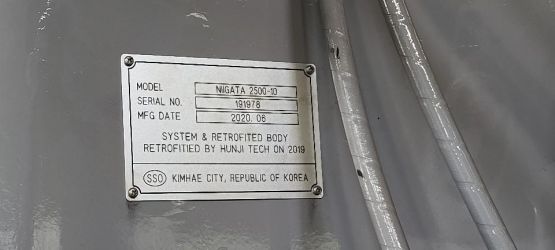 MODEL NIIGATA 2500-10
SERIAL NO. 191978
MFG DATE 2020. 06
SYSTEM & RETROFITED BODY
RETROFITIED BY HUNJI TECH ON 2019
SSO KIMHAE CITY, REPUBLIC OF KOREA